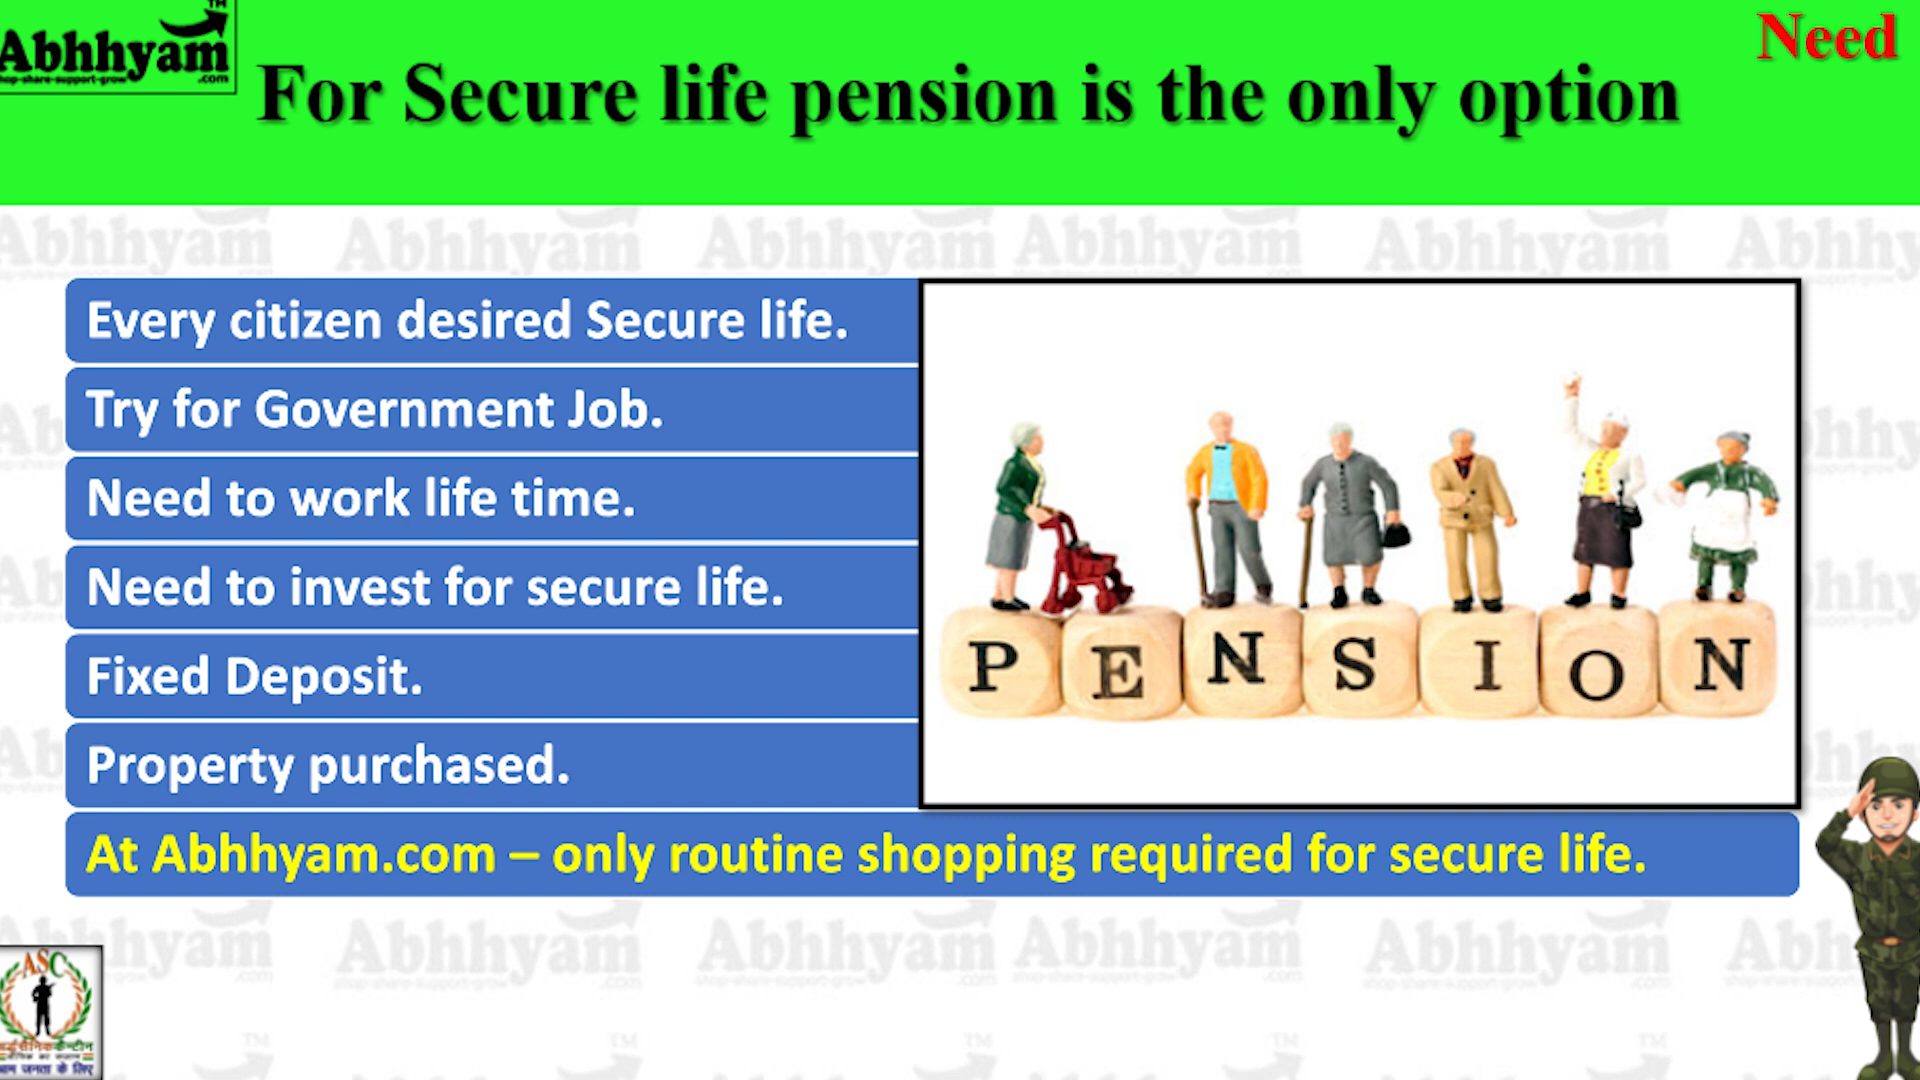 Abhhyam
.com
Need
For Secure life pension is the only option
Every citizen desired Secure life.
Try for Government Job.
Need to work life time.
Need to invest for secure life.
Fixed Deposit.
Property purchased.
PENSION
At Abhhyam.com – only routine shopping required for secure life.
ASC
जनता के लिए